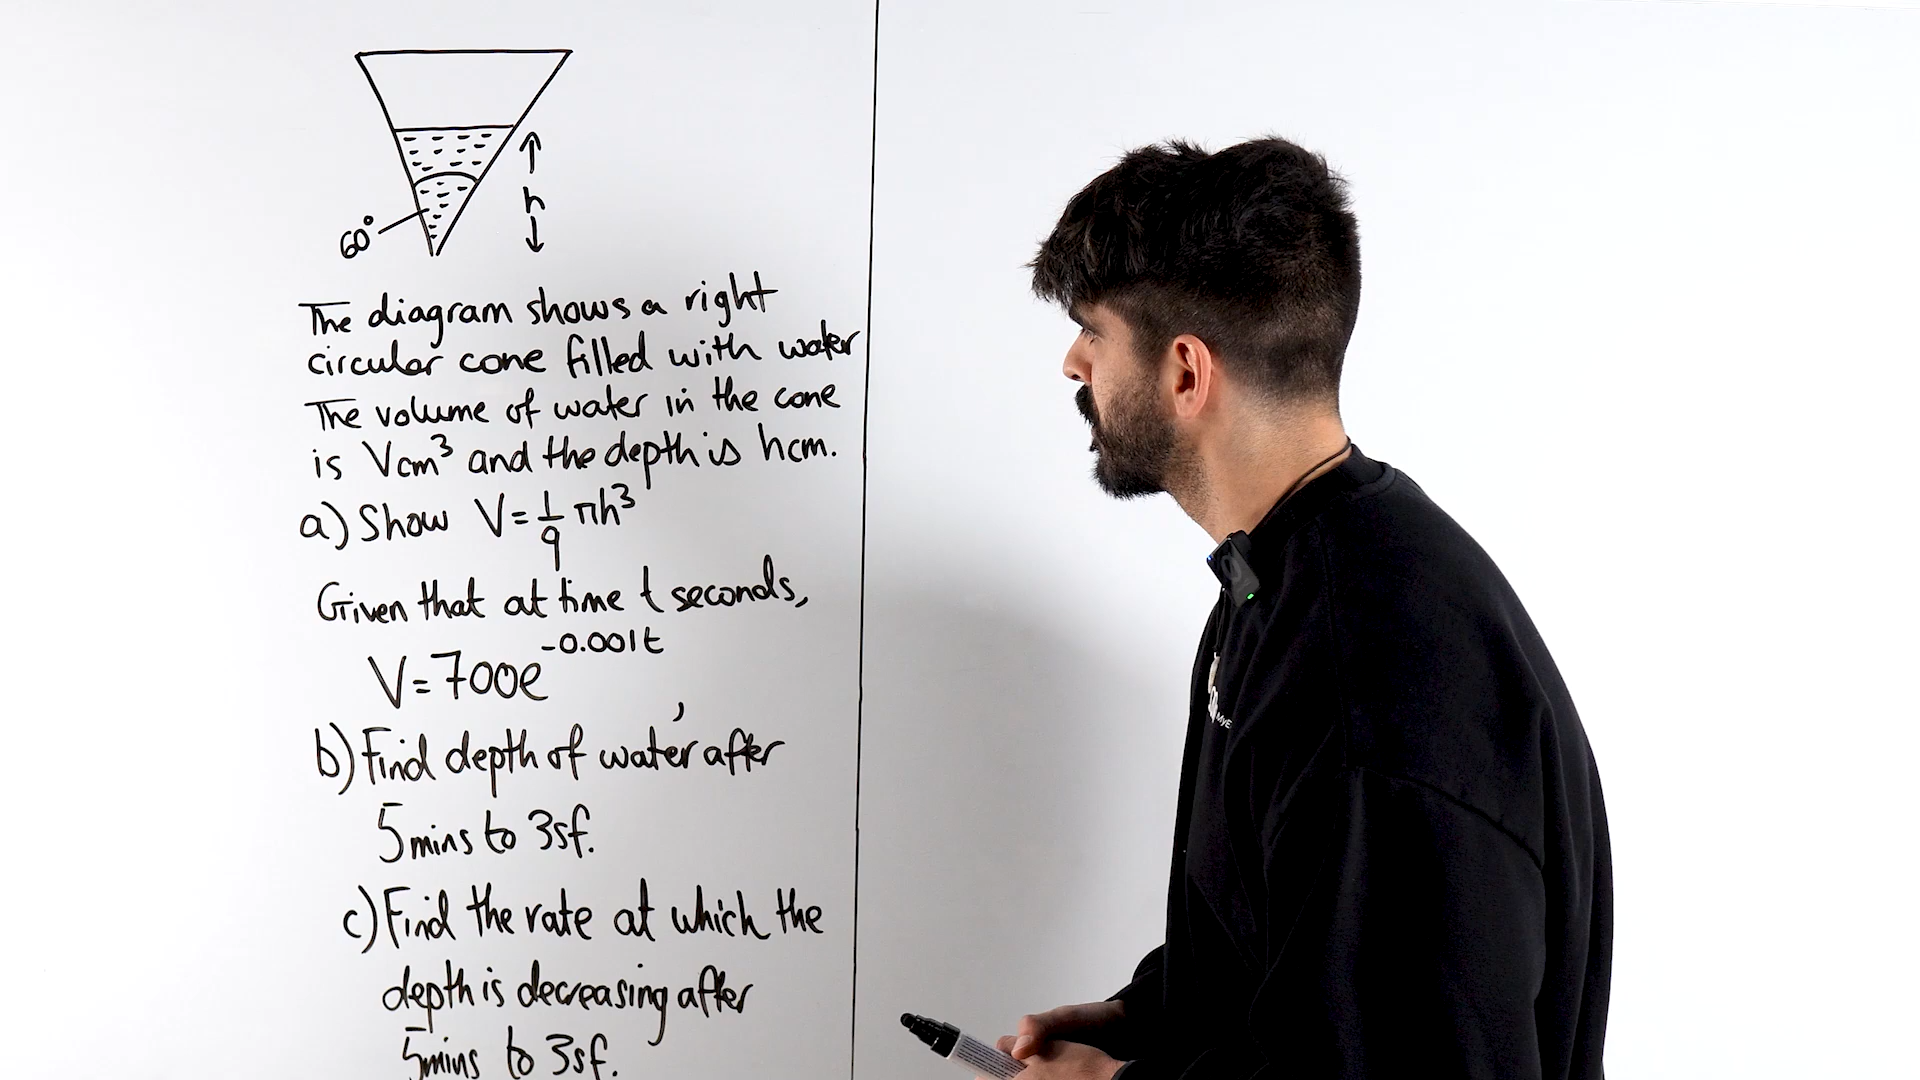 60°
h
The diagram shows a right
circular cone filled with water
The volume of water in the cone
is Vcm³ and the depth is hcm.
a) Show V = 1/9 πh³
Given that at time t seconds,
V = 700e^-0.001t,
b) Find depth of water after
5mins to 3sf.
c) Find the rate at which the
depth is decreasing after
5mins to 3sf.
MyE